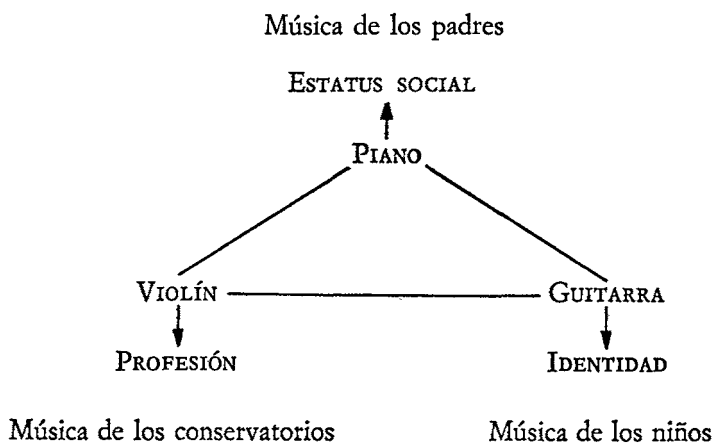 Música de los padres
ESTATUS SOCIAL
PIANO
VIOLÍN GUITARRA
PROFESIÓN IDENTIDAD
Música de los conservatorios Música de los niños